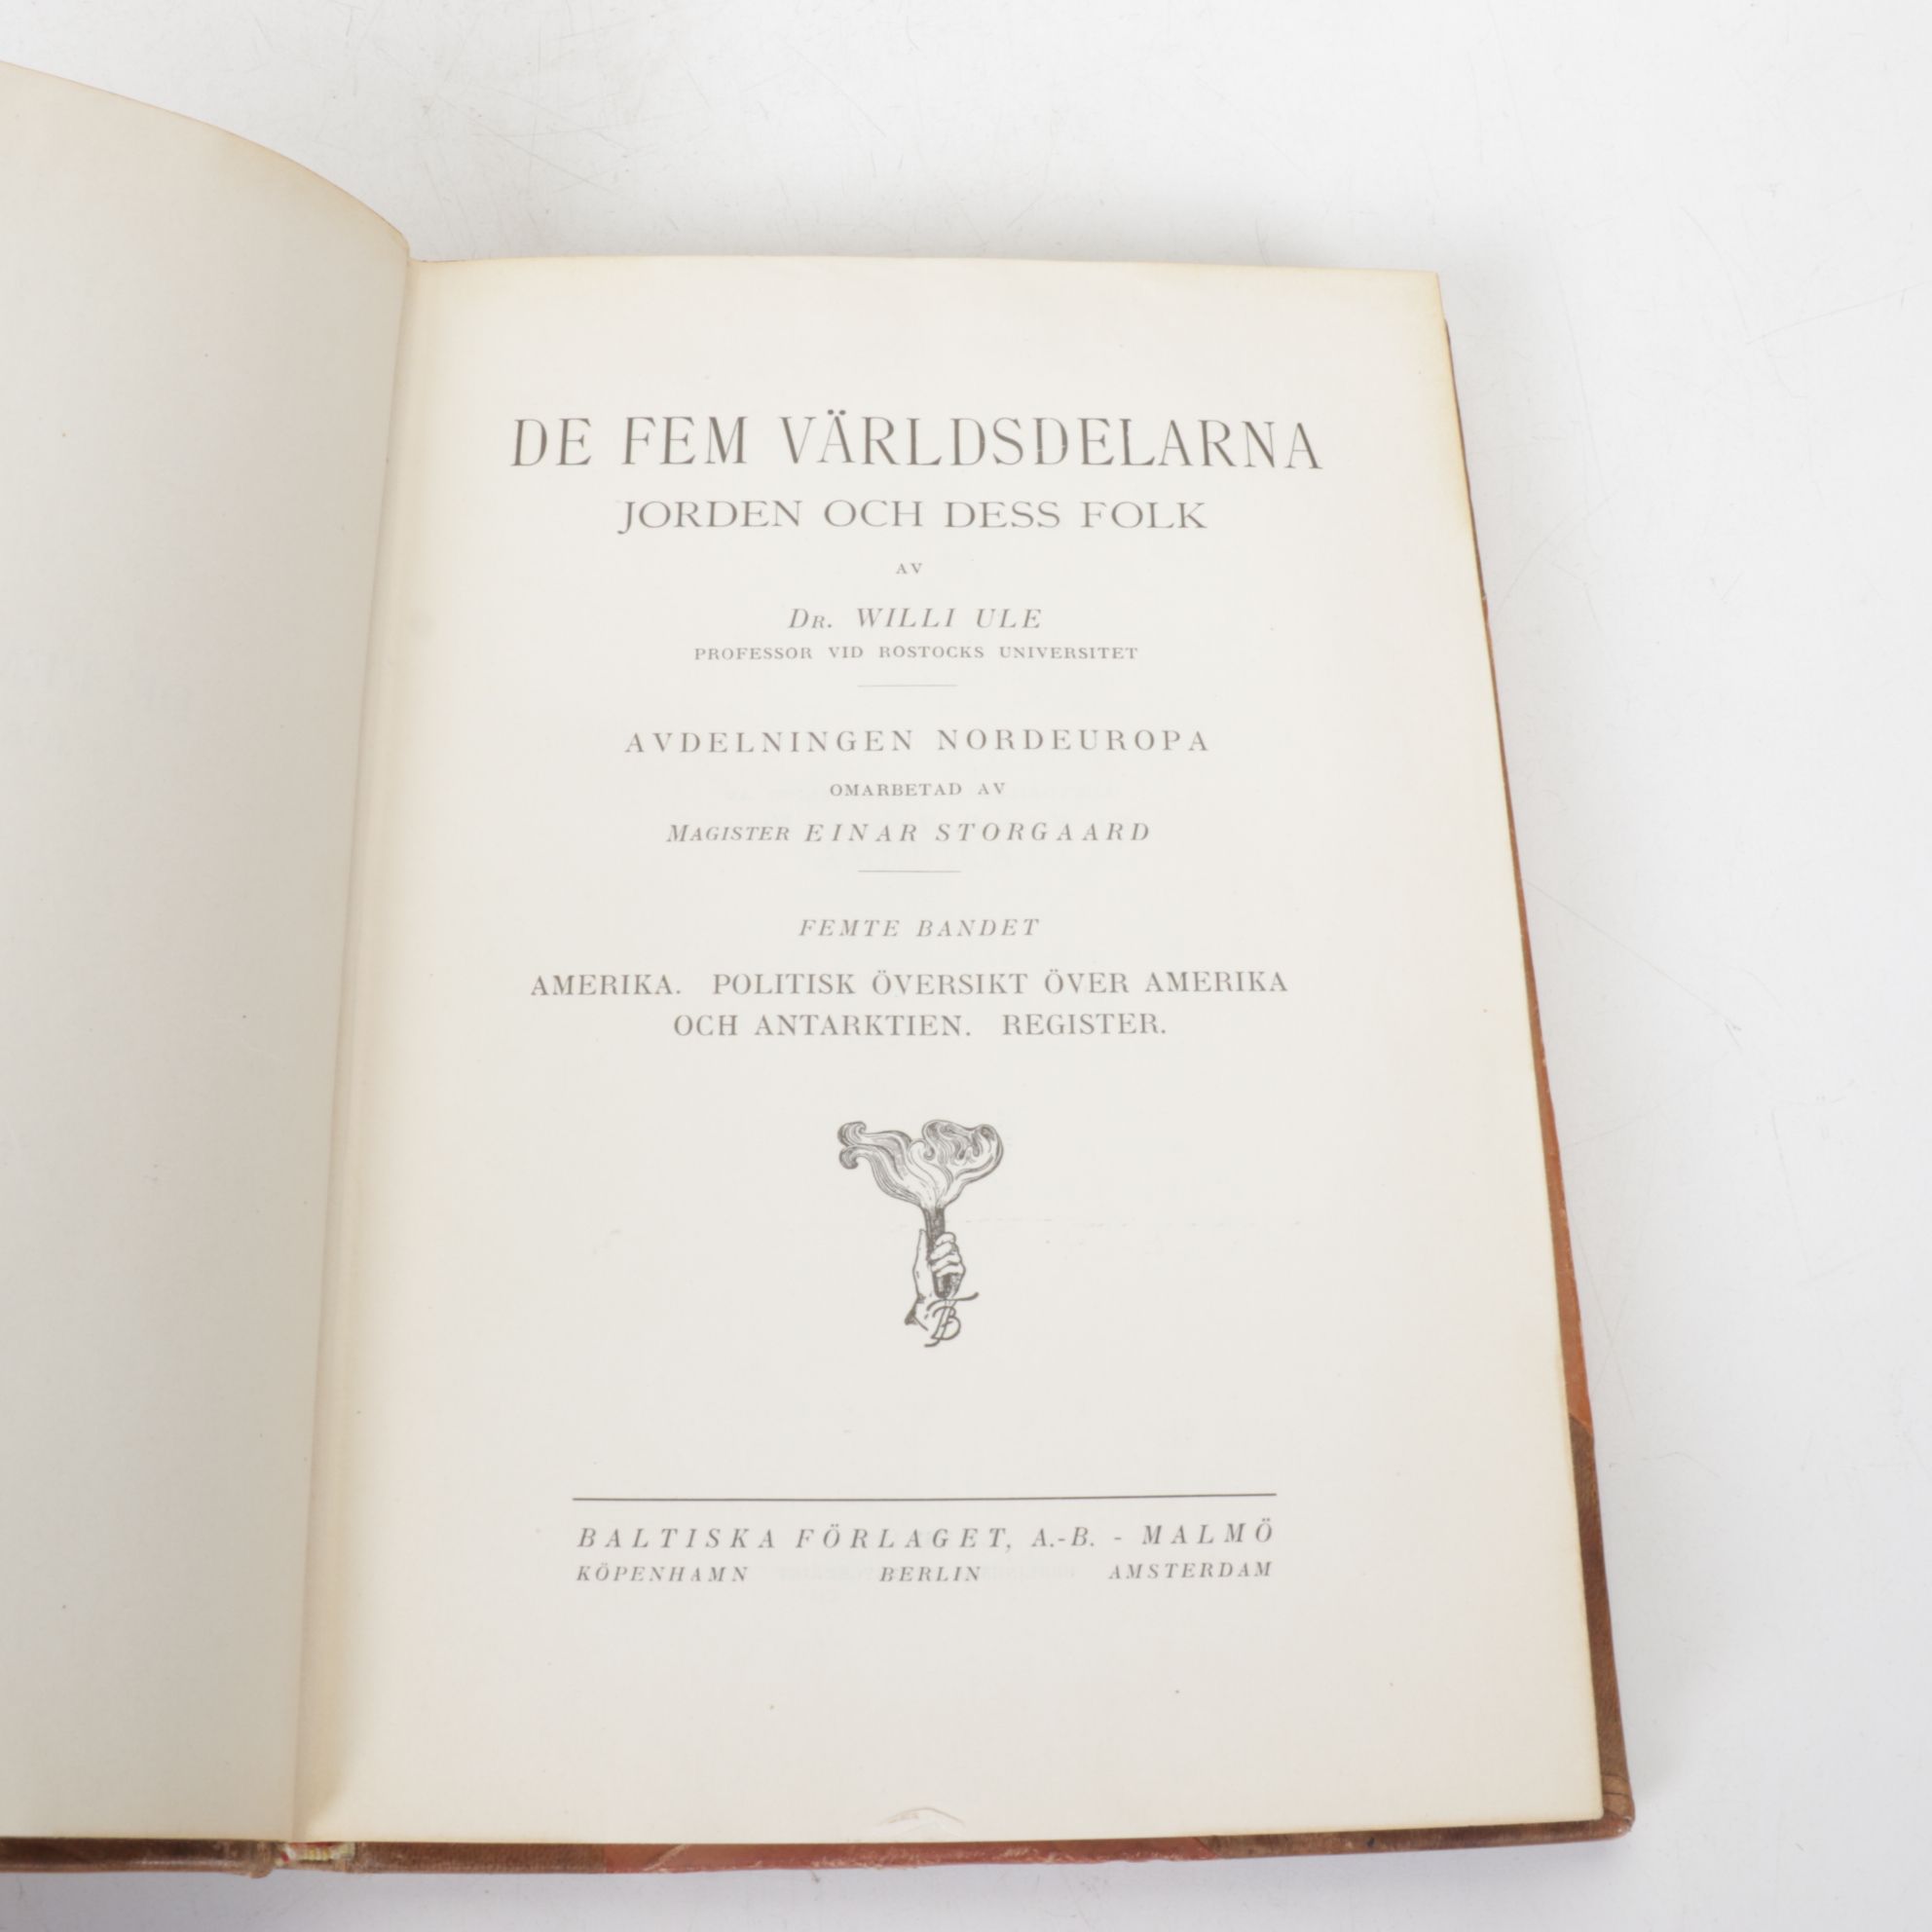 DE FEM VÄRLDSDELARNA
JORDEN OCH DESS FOLK
AV
DR. WILLI ULE
PROFESSOR VID ROSTOCKS UNIVERSITET
AVDELNINGEN NORDEUROPA
OMARBETAD AV
MAGISTER EINAR STORGAARD
FEMTE BANDET
AMERIKA. POLITISK ÖVERSIKT ÖVER AMERIKA
OCH ANTARKTIEN. REGISTER.
BALTISKA FÖRLAGET, A.-B. - MALMÖ
KÖPENHAMN BERLIN AMSTERDAM